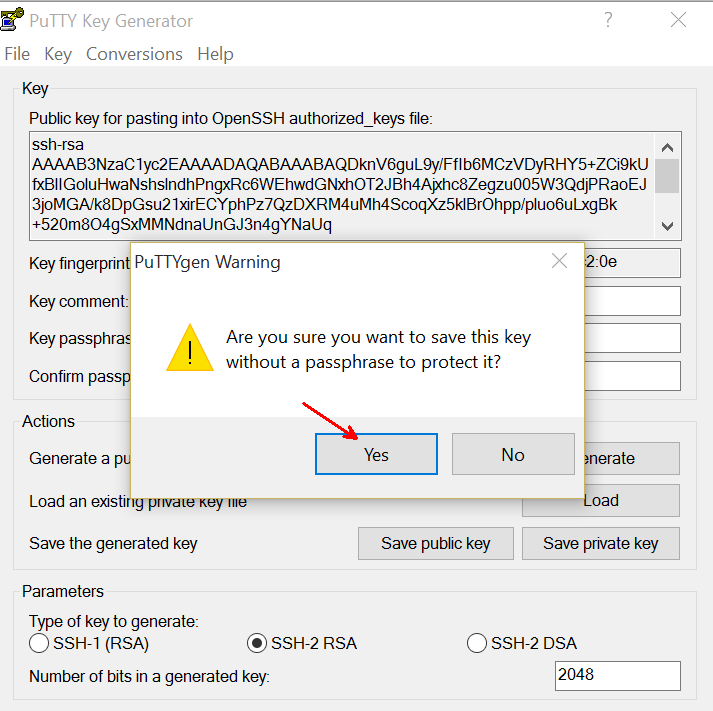 PuTTY Key Generator
?
File Key Conversions Help
Key
Public key for pasting into OpenSSH authorized_keys file:
ssh-rsa
AAAAB3NzaC1yc2EAAAADAQABAAABAQDknV6guL9y/FfIb6MCzVDyRHY5+ZCi9kU
fxBlIGoluHwaNshslndhPngxRc6WEhwdGNxhOT2JBh4Ajxhc8Zegzu005W3QdjPRaoEJ
3joMGA/k8DpGsu21xirECYphPz7QzDXRM4uMh4ScoqXz5klBrOhpp/pluo6uLxgBk
+520m8O4gSxMMNdnaUnGJ3n4gYNaUq
Key fingerprint
2:0e
Key comment:
Key passphras
Confirm passp
PuTTYgen Warning
Are you sure you want to save this key
without a passphrase to protect it?
Yes No
Actions
Generate a pu
enerate
Load an existing private key file
Load
Save the generated key
Save public key
Save private key
Parameters
Type of key to generate:
SSH-1 (RSA)
SSH-2 RSA
SSH-2 DSA
Number of bits in a generated key:
2048